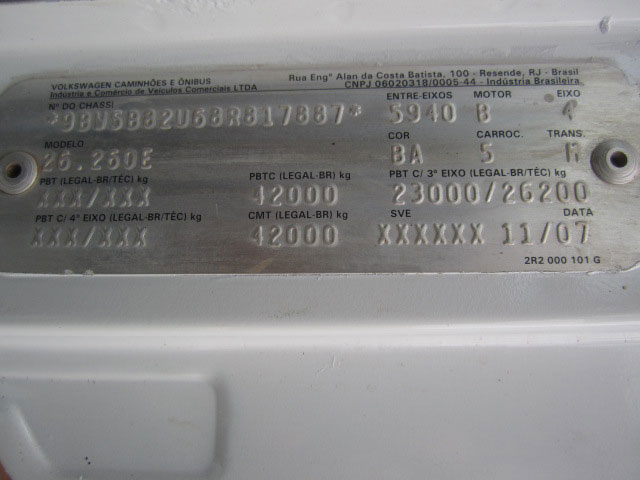 VOLKSWAGEN CAMINHÕES E ÔNIBUS
Indústria e Comércio de Veículos Comerciais LTDA
Rua Engº Alan da Costa Batista, 100 - Resende, RJ - Brasil
CNPJ 06020318/0005-44 - Indústria Brasileira
Nº DO CHASSI ENTRE-EIXOS MOTOR EIXO
5940 B 4
MODELO COR CARROC. TRANS.
26.260E BA 5 R
PBT (LEGAL-BR/TÉC) kg PBTC (LEGAL-BR) kg PBT C/ 3º EIXO (LEGAL-BR/TÉC) kg
XXX/XXX 42000 23000/26200
PBT C/ 4º EIXO (LEGAL-BR/TÉC) kg CMT (LEGAL-BR) kg SVE DATA
XXX/XXX 42000 XXXXXX 11/07
2R2 000 101 G